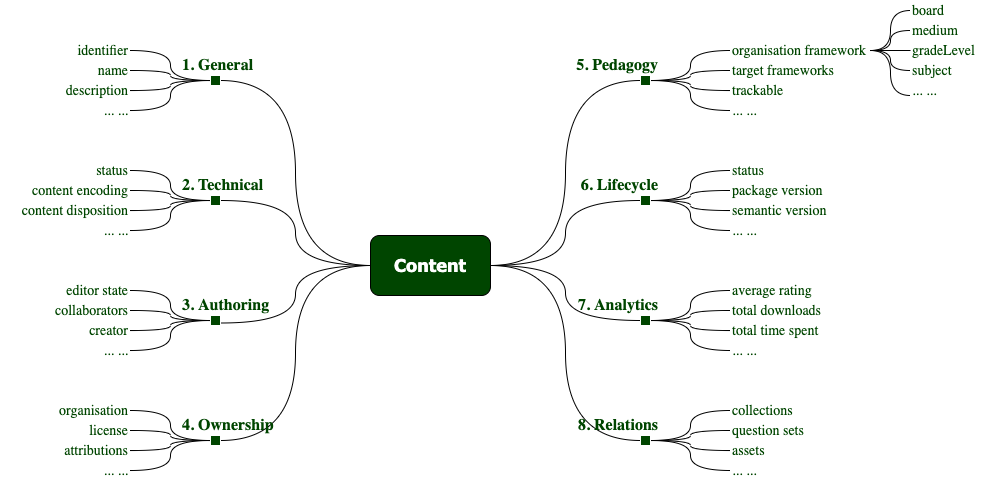 1. General
identifier
name
description
... ...
2. Technical
status
content encoding
content disposition
... ...
3. Authoring
editor state
collaborators
creator
... ...
4. Ownership
organisation
license
attributions
... ...
Content
5. Pedagogy
organisation framework
board
medium
gradeLevel
subject
... ...
target frameworks
trackable
... ...
6. Lifecycle
status
package version
semantic version
... ...
7. Analytics
average rating
total downloads
total time spent
... ...
8. Relations
collections
question sets
assets
... ...